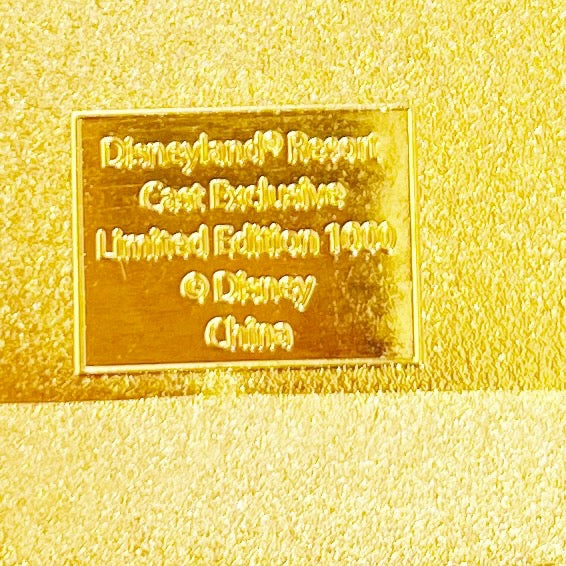 Disneyland® Resort
Cast Exclusive
Limited Edition 1000
© Disney
China